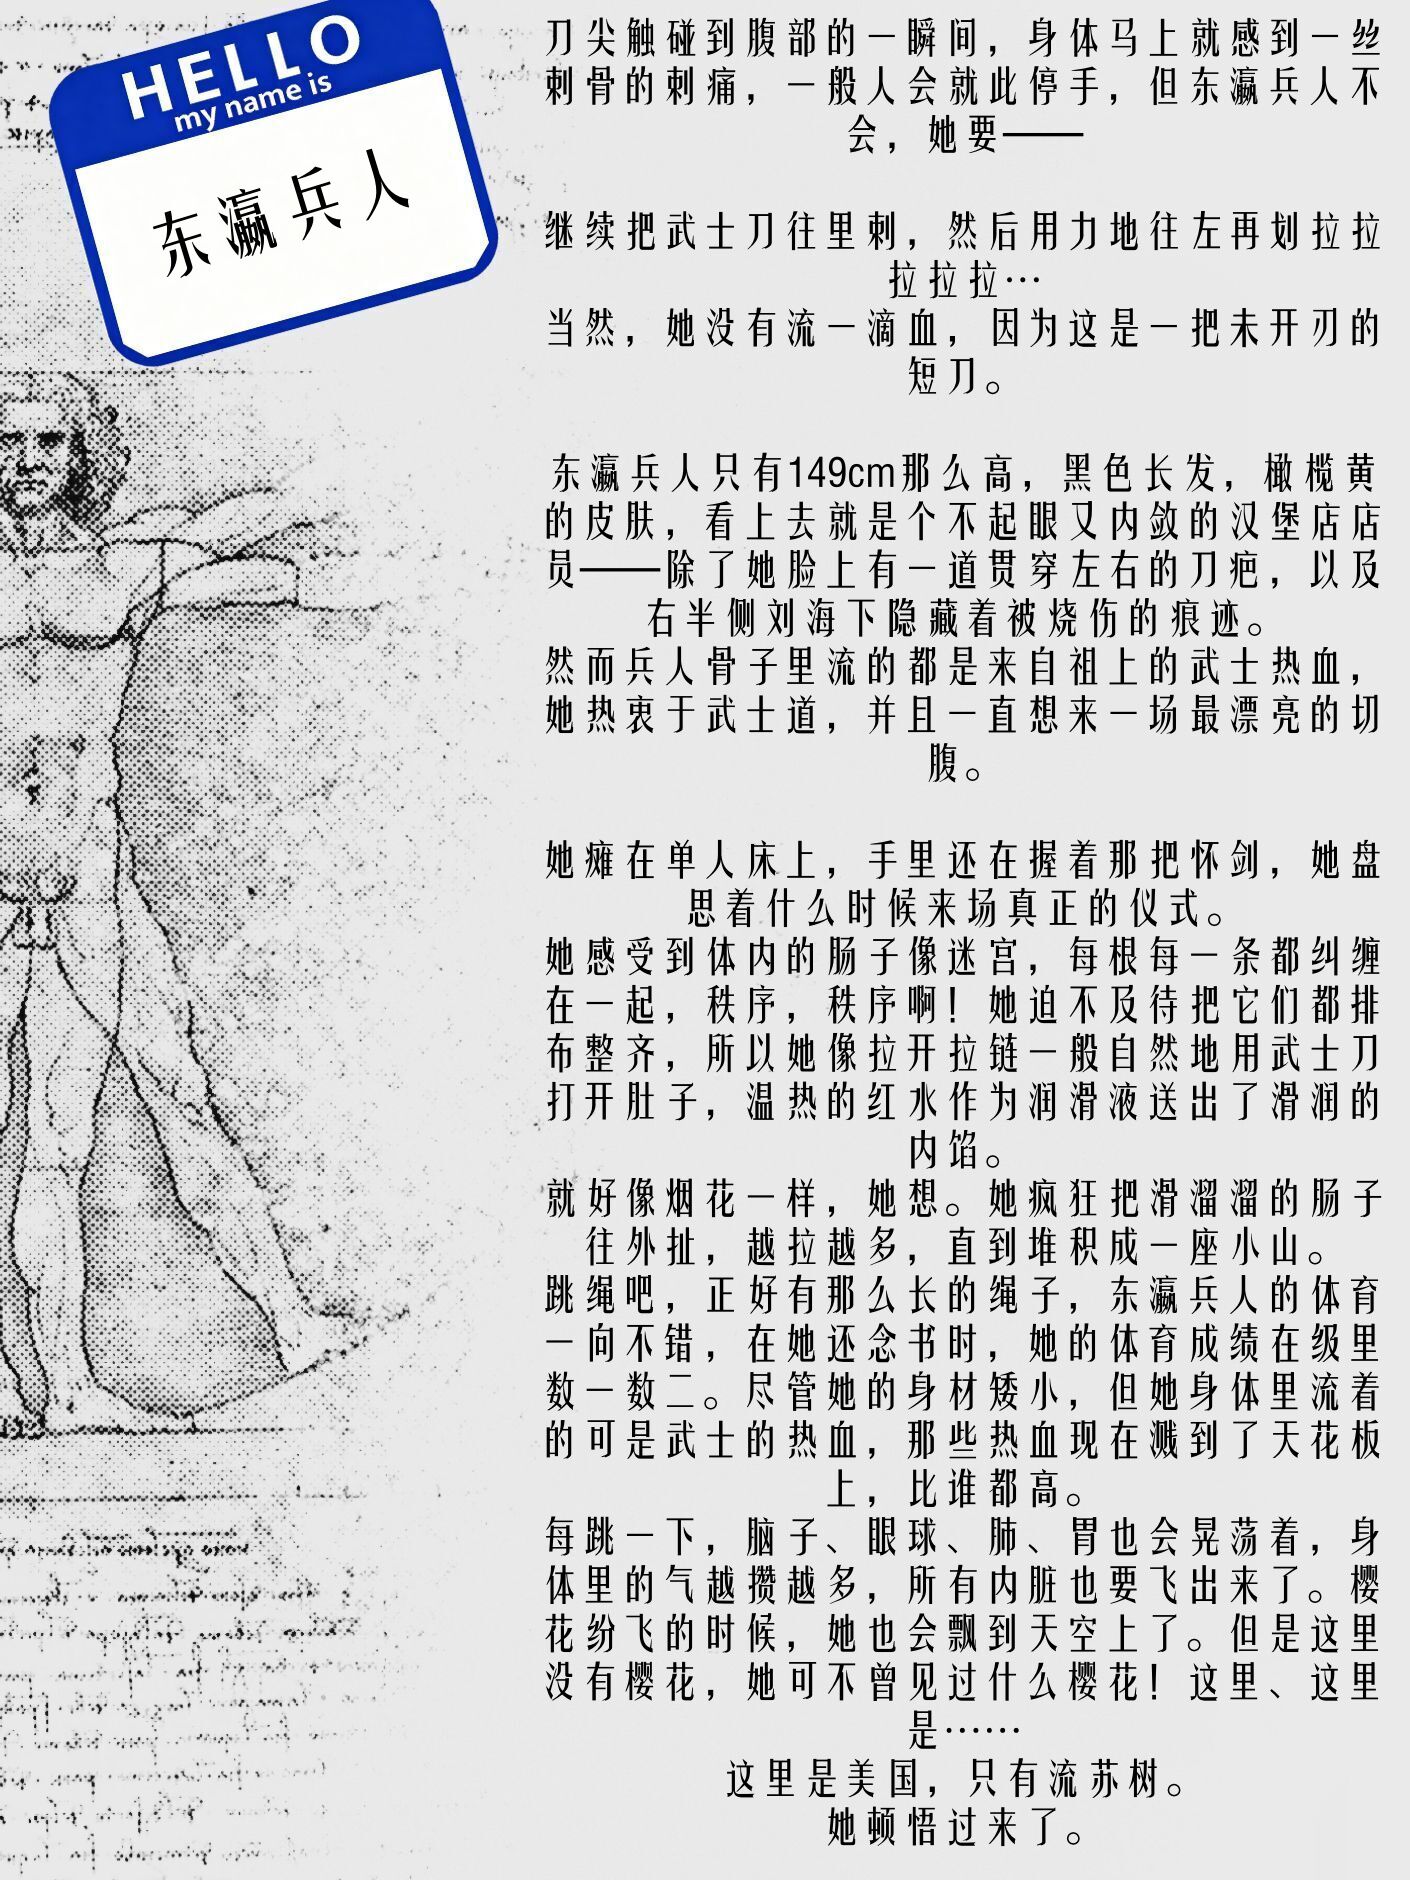 HELLO
my name is
东瀛兵人
刀尖触碰到腹部的一瞬间，身体马上就感到一丝
刺骨的刺痛，一般人会就此停手，但东瀛兵人不
会，她要——
继续把武士刀往里刺，然后用力地往左再划拉拉
拉拉拉…
当然，她没有流一滴血，因为这是一把未开刃的
短刀。
东瀛兵人只有149cm那么高，黑色长发，橄榄黄
的皮肤，看上去就是个不起眼又内敛的汉堡店店
员——除了她脸上有一道贯穿左右的刀疤，以及
右半侧刘海下隐藏着被烧伤的痕迹。
然而兵人骨子里流的都是来自祖上的武士热血，
她热衷于武士道，并且一直想来一场最漂亮的切
腹。
她瘫在单人床上，手里还在握着那把怀剑，她盘
思着什么时候来场真正的仪式。
她感受到体内的肠子像迷宫，每根每一条都纠缠
在一起，秩序，秩序啊！她迫不及待把它们都排
布整齐，所以她像拉开拉链一般自然地用武士刀
打开肚子，温热的红水作为润滑液送出了滑润的
内馅。
就好像烟花一样，她想。她疯狂把滑溜溜的肠子
往外扯，越拉越多，直到堆积成一座小山。
跳绳吧，正好有那么长的绳子，东瀛兵人的体育
一向不错，在她还念书时，她的体育成绩在级里
数一数二。尽管她的身材矮小，但她身体里流着
的可是武士的热血，那些热血现在溅到了天花板
上，比谁都高。
每跳一下，脑子、眼球、肺、胃也会晃荡着，身
体里的气越攒越多，所有内脏也要飞出来了。樱
花纷飞的时候，她也会飘到天空上了。但是这里
没有樱花，她可不曾见过什么樱花！这里、这里
是……
这里是美国，只有流苏树。
她顿悟过来了。